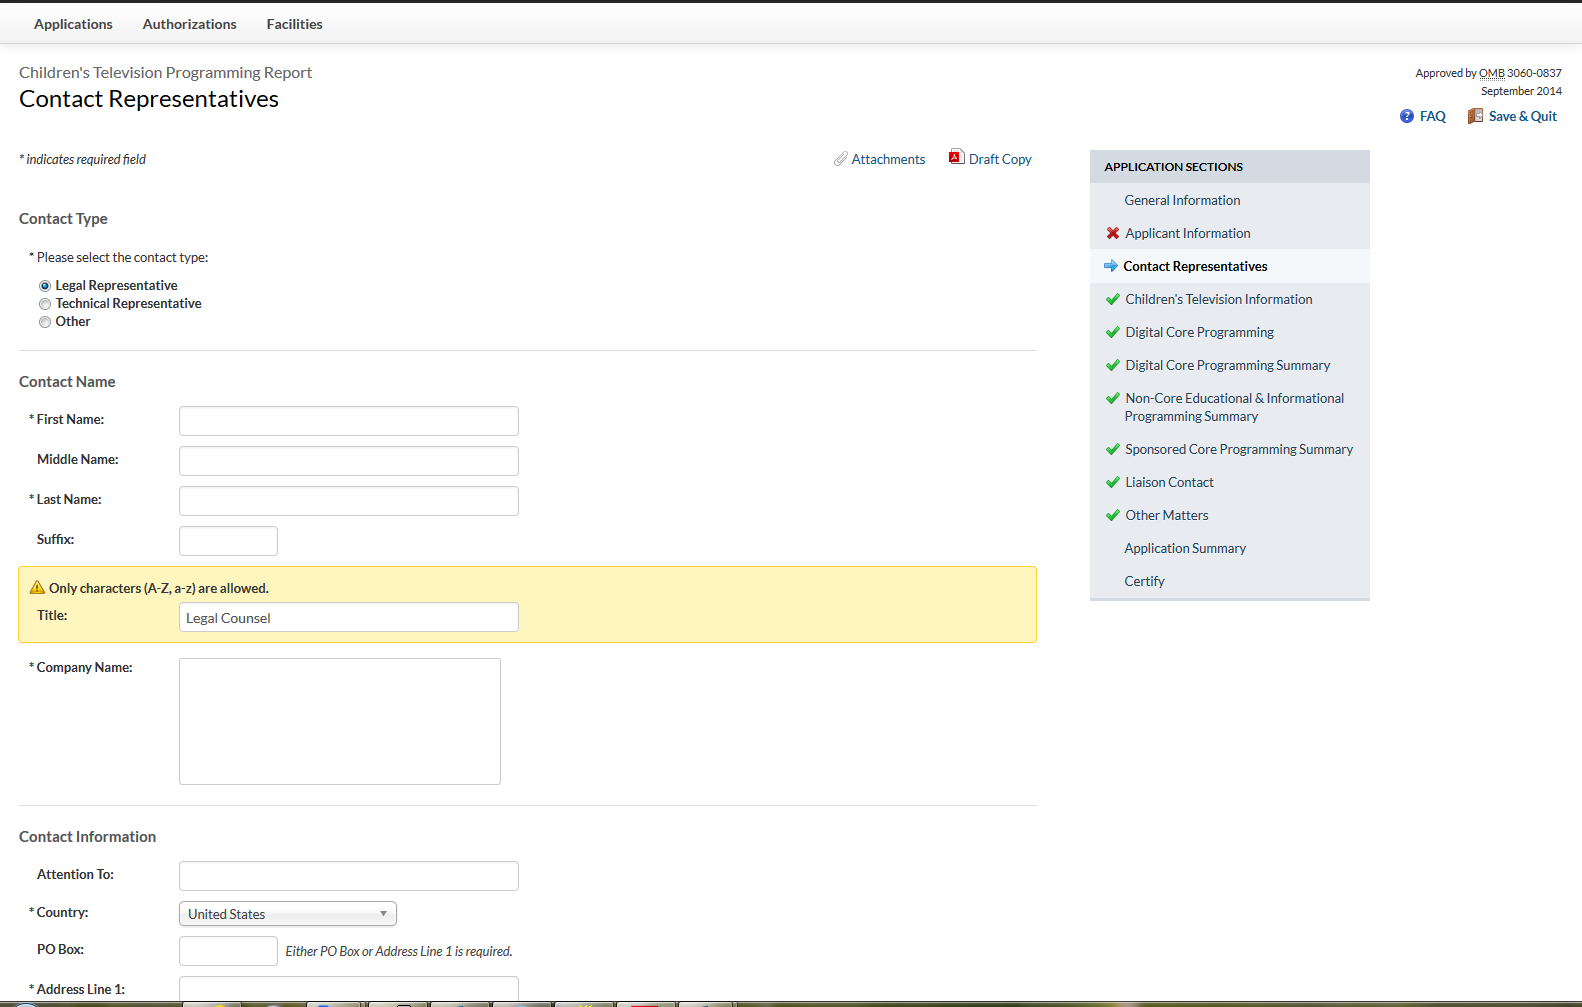 Applications Authorizations Facilities
Children's Television Programming Report
Contact Representatives
Approved by OMB 3060-0837
September 2014
FAQ Save & Quit
* indicates required field
Attachments Draft Copy
Contact Type
* Please select the contact type:
Legal Representative
Technical Representative
Other
Contact Name
* First Name:
Middle Name:
* Last Name:
Suffix:
Only characters (A-Z, a-z) are allowed.
Title: Legal Counsel
* Company Name:
Contact Information
Attention To:
* Country: United States
PO Box: Either PO Box or Address Line 1 is required.
* Address Line 1:
APPLICATION SECTIONS
General Information
Applicant Information
Contact Representatives
Children's Television Information
Digital Core Programming
Digital Core Programming Summary
Non-Core Educational & Informational
Programming Summary
Sponsored Core Programming Summary
Liaison Contact
Other Matters
Application Summary
Certify